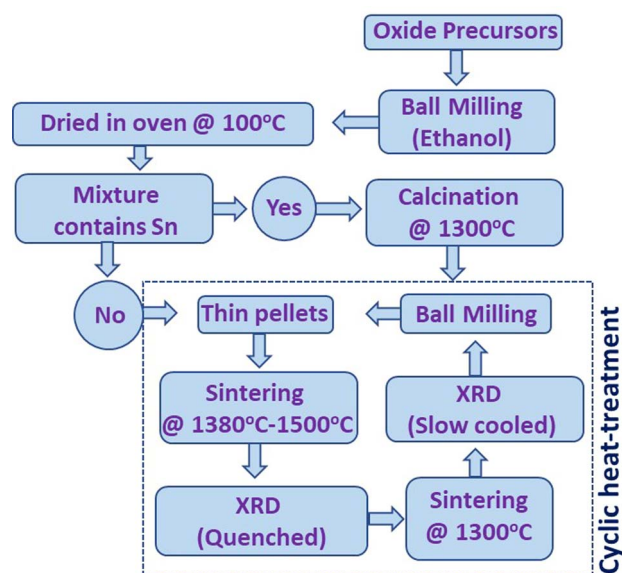 Oxide Precursors
Ball Milling
(Ethanol)
Dried in oven @ 100°C
Mixture
contains Sn
Yes
Calcination
@ 1300°C
No
Thin pellets
Ball Milling
Sintering
@ 1380°C-1500°C
XRD
(Slow cooled)
XRD
(Quenched)
Sintering
@ 1300°C
Cyclic heat-treatment